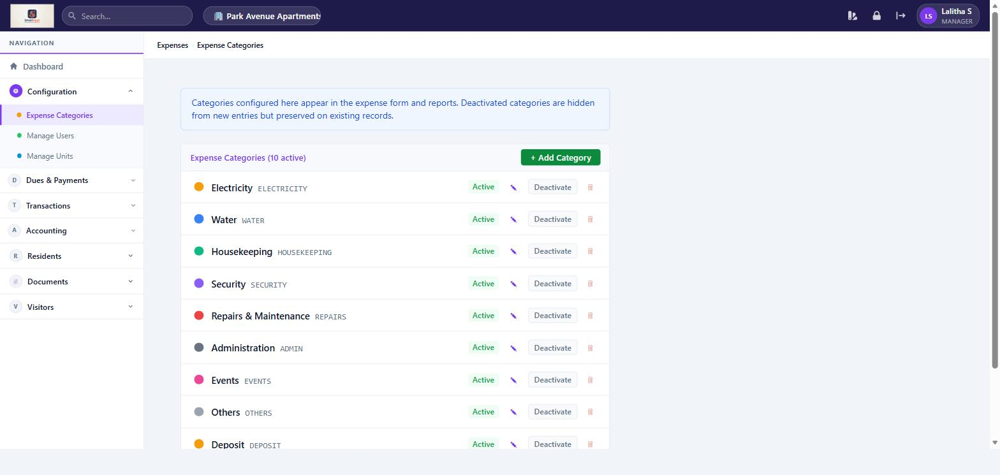 Search...
Park Avenue Apartments
LS
Lalitha S
MANAGER
NAVIGATION
Dashboard
Configuration
Expense Categories
Manage Users
Manage Units
D Dues & Payments
T Transactions
A Accounting
R Residents
Documents
V Visitors
Expenses Expense Categories
Categories configured here appear in the expense form and reports. Deactivated categories are hidden
from new entries but preserved on existing records.
Expense Categories (10 active) + Add Category
Electricity ELECTRICITY Active Deactivate
Water WATER Active Deactivate
Housekeeping HOUSEKEEPING Active Deactivate
Security SECURITY Active Deactivate
Repairs & Maintenance REPAIRS Active Deactivate
Administration ADMIN Active Deactivate
Events EVENTS Active Deactivate
Others OTHERS Active Deactivate
Deposit DEPOSIT Active Deactivate